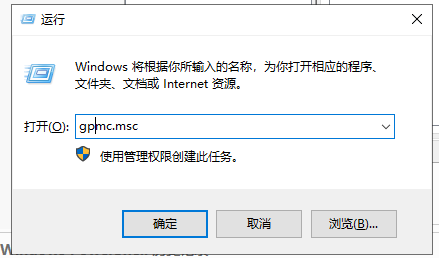 运行
Windows 将根据你所输入的名称，为你打开相应的程序、
文件夹、文档或 Internet 资源。
打开(O):
gpmc.msc
使用管理权限创建此任务。
确定
取消
浏览(B)...